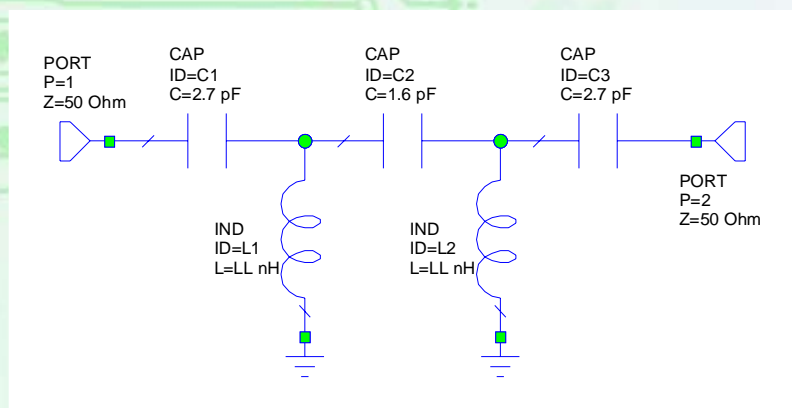 PORT
P=1
Z=50 Ohm
CAP
ID=C1
C=2.7 pF
CAP
ID=C2
C=1.6 pF
CAP
ID=C3
C=2.7 pF
PORT
P=2
Z=50 Ohm
IND
ID=L1
L=LL nH
IND
ID=L2
L=LL nH